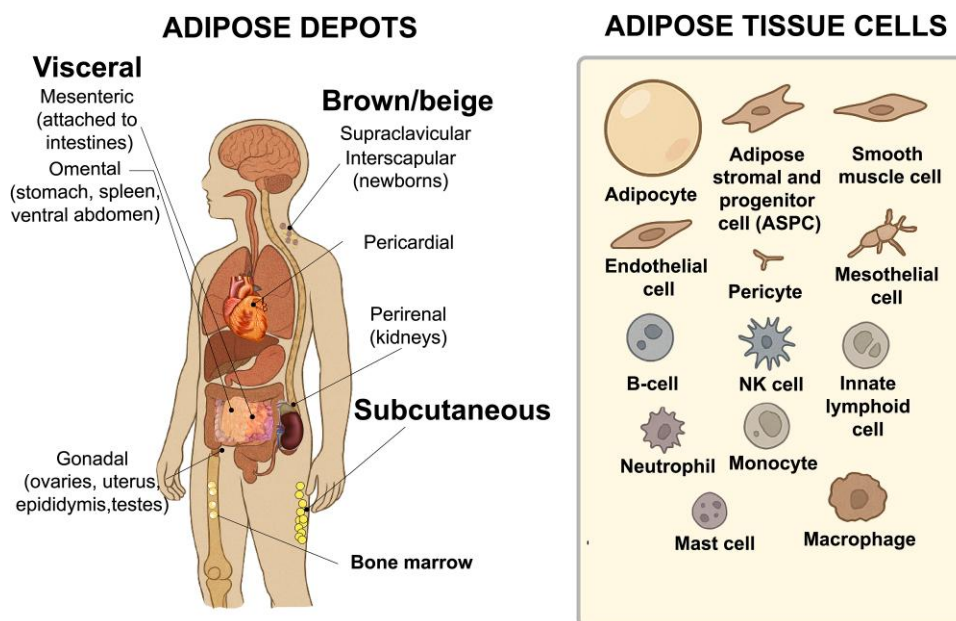 ADIPOSE DEPOTS
Visceral
Mesenteric
(attached to
intestines)
Omental
(stomach, spleen,
ventral abdomen)
Brown/beige
Supraclavicular
Interscapular
(newborns)
Pericardial
Perirenal
(kidneys)
Subcutaneous
Gonadal
(ovaries, uterus,
epididymis,testes)
Bone marrow
ADIPOSE TISSUE CELLS
Adipocyte
Adipose
stromal and
progenitor
cell (ASPC)
Smooth
muscle cell
Endothelial
cell
Pericyte
Mesothelial
cell
B-cell
NK cell
Innate
lymphoid
cell
Neutrophil
Monocyte
Mast cell
Macrophage